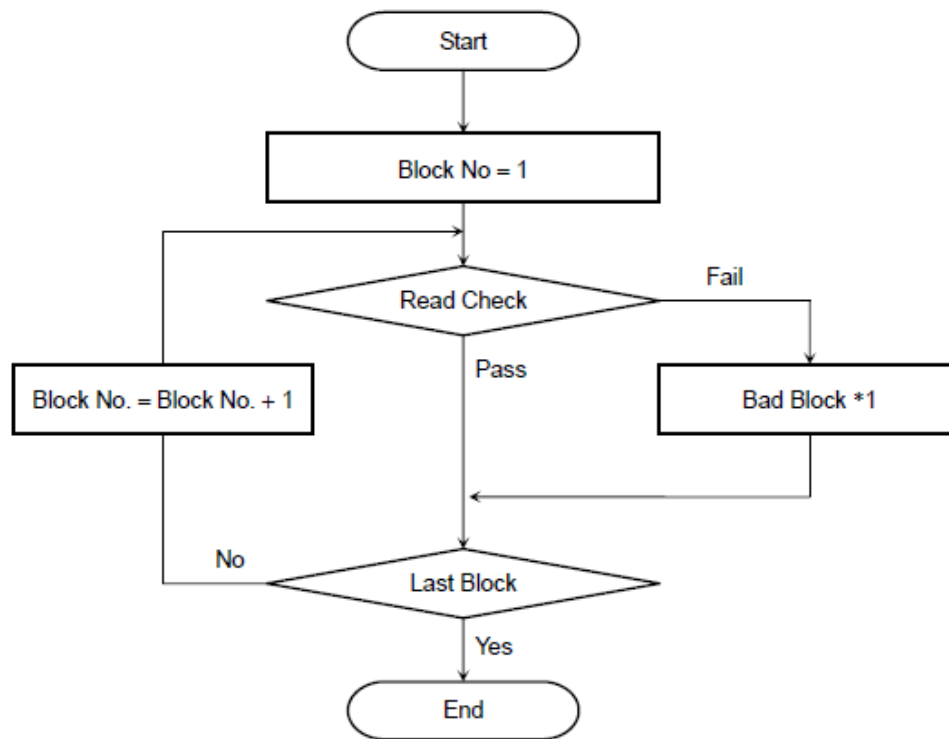 Start
Block No = 1
Fail
Read Check
Pass
Block No. = Block No. + 1
Bad Block *1
No
Last Block
Yes
End